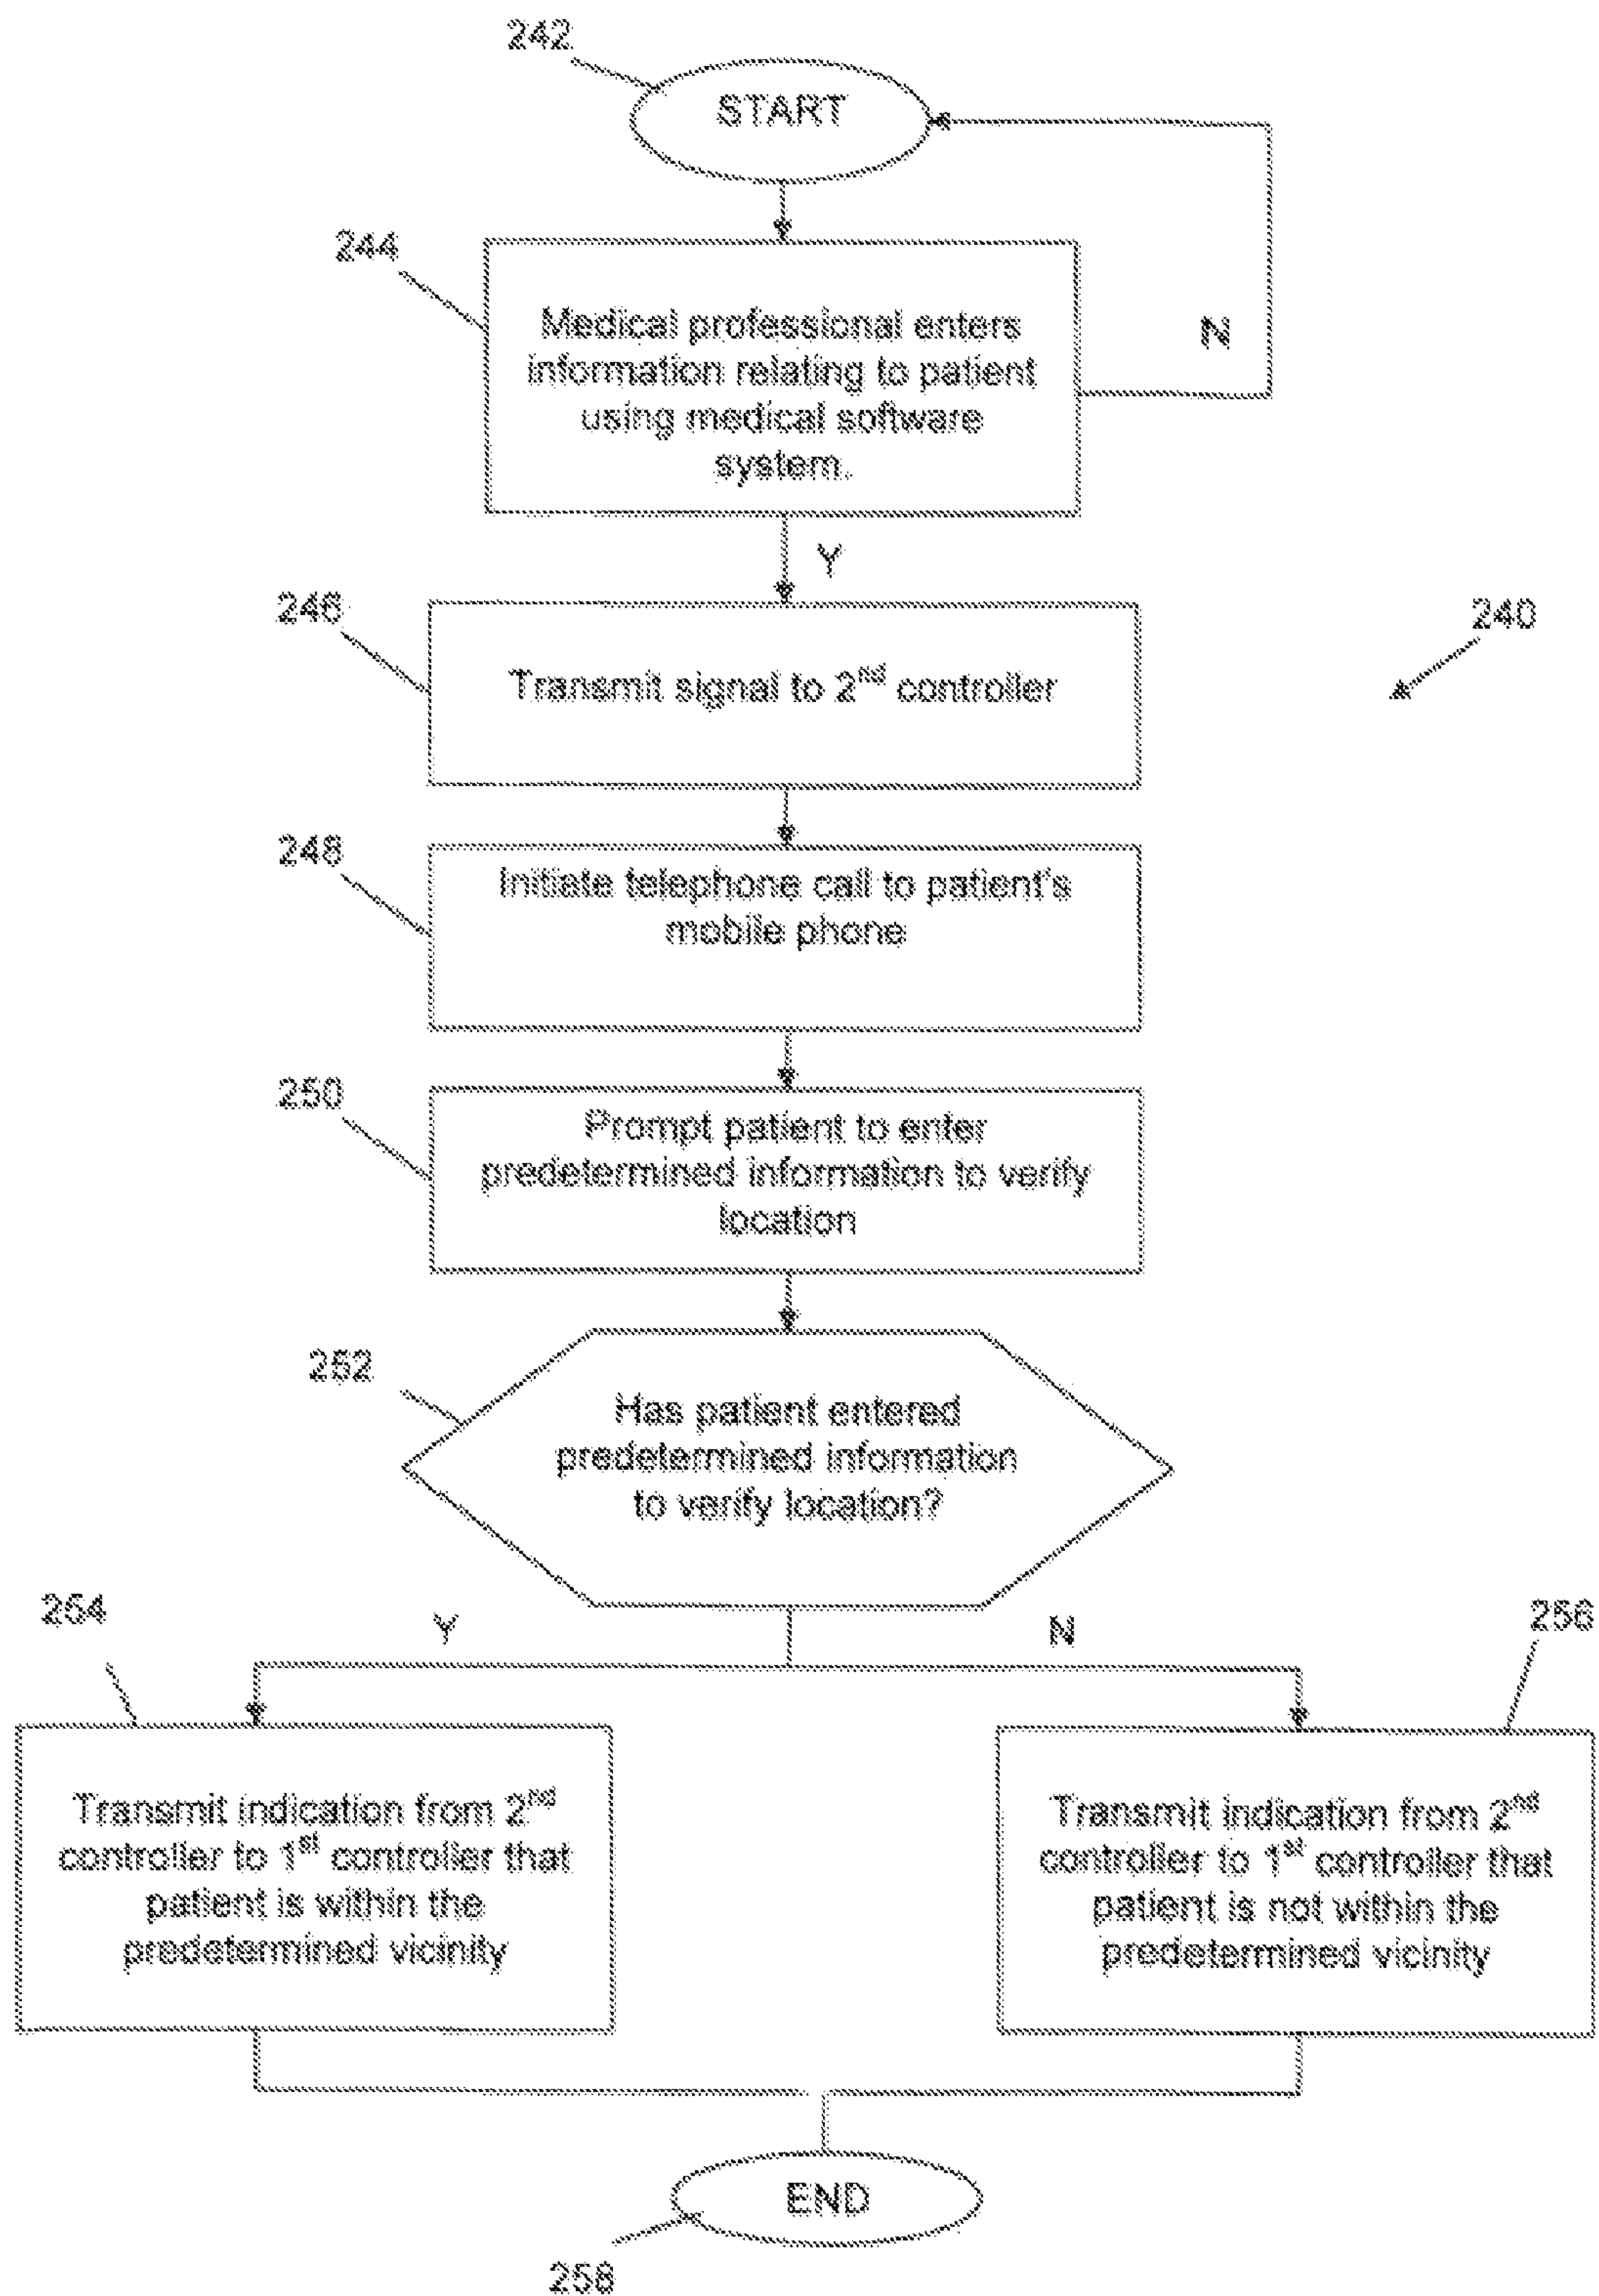 242
START
244
Medical professional enters
information relating to patient
using medical software
system.
N
Y
246
Transmit signal to 2nd controller
240
248
Initiate telephone call to patient's
mobile phone
250
Prompt patient to enter
predetermined information to verify
location
252
Has patient entered
predetermined information
to verify location?
254
Y
N
256
Transmit indication from 2nd
controller to 1st controller that
patient is within the
predetermined vicinity
Transmit indication from 2nd
controller to 1st controller that
patient is not within the
predetermined vicinity
END
258